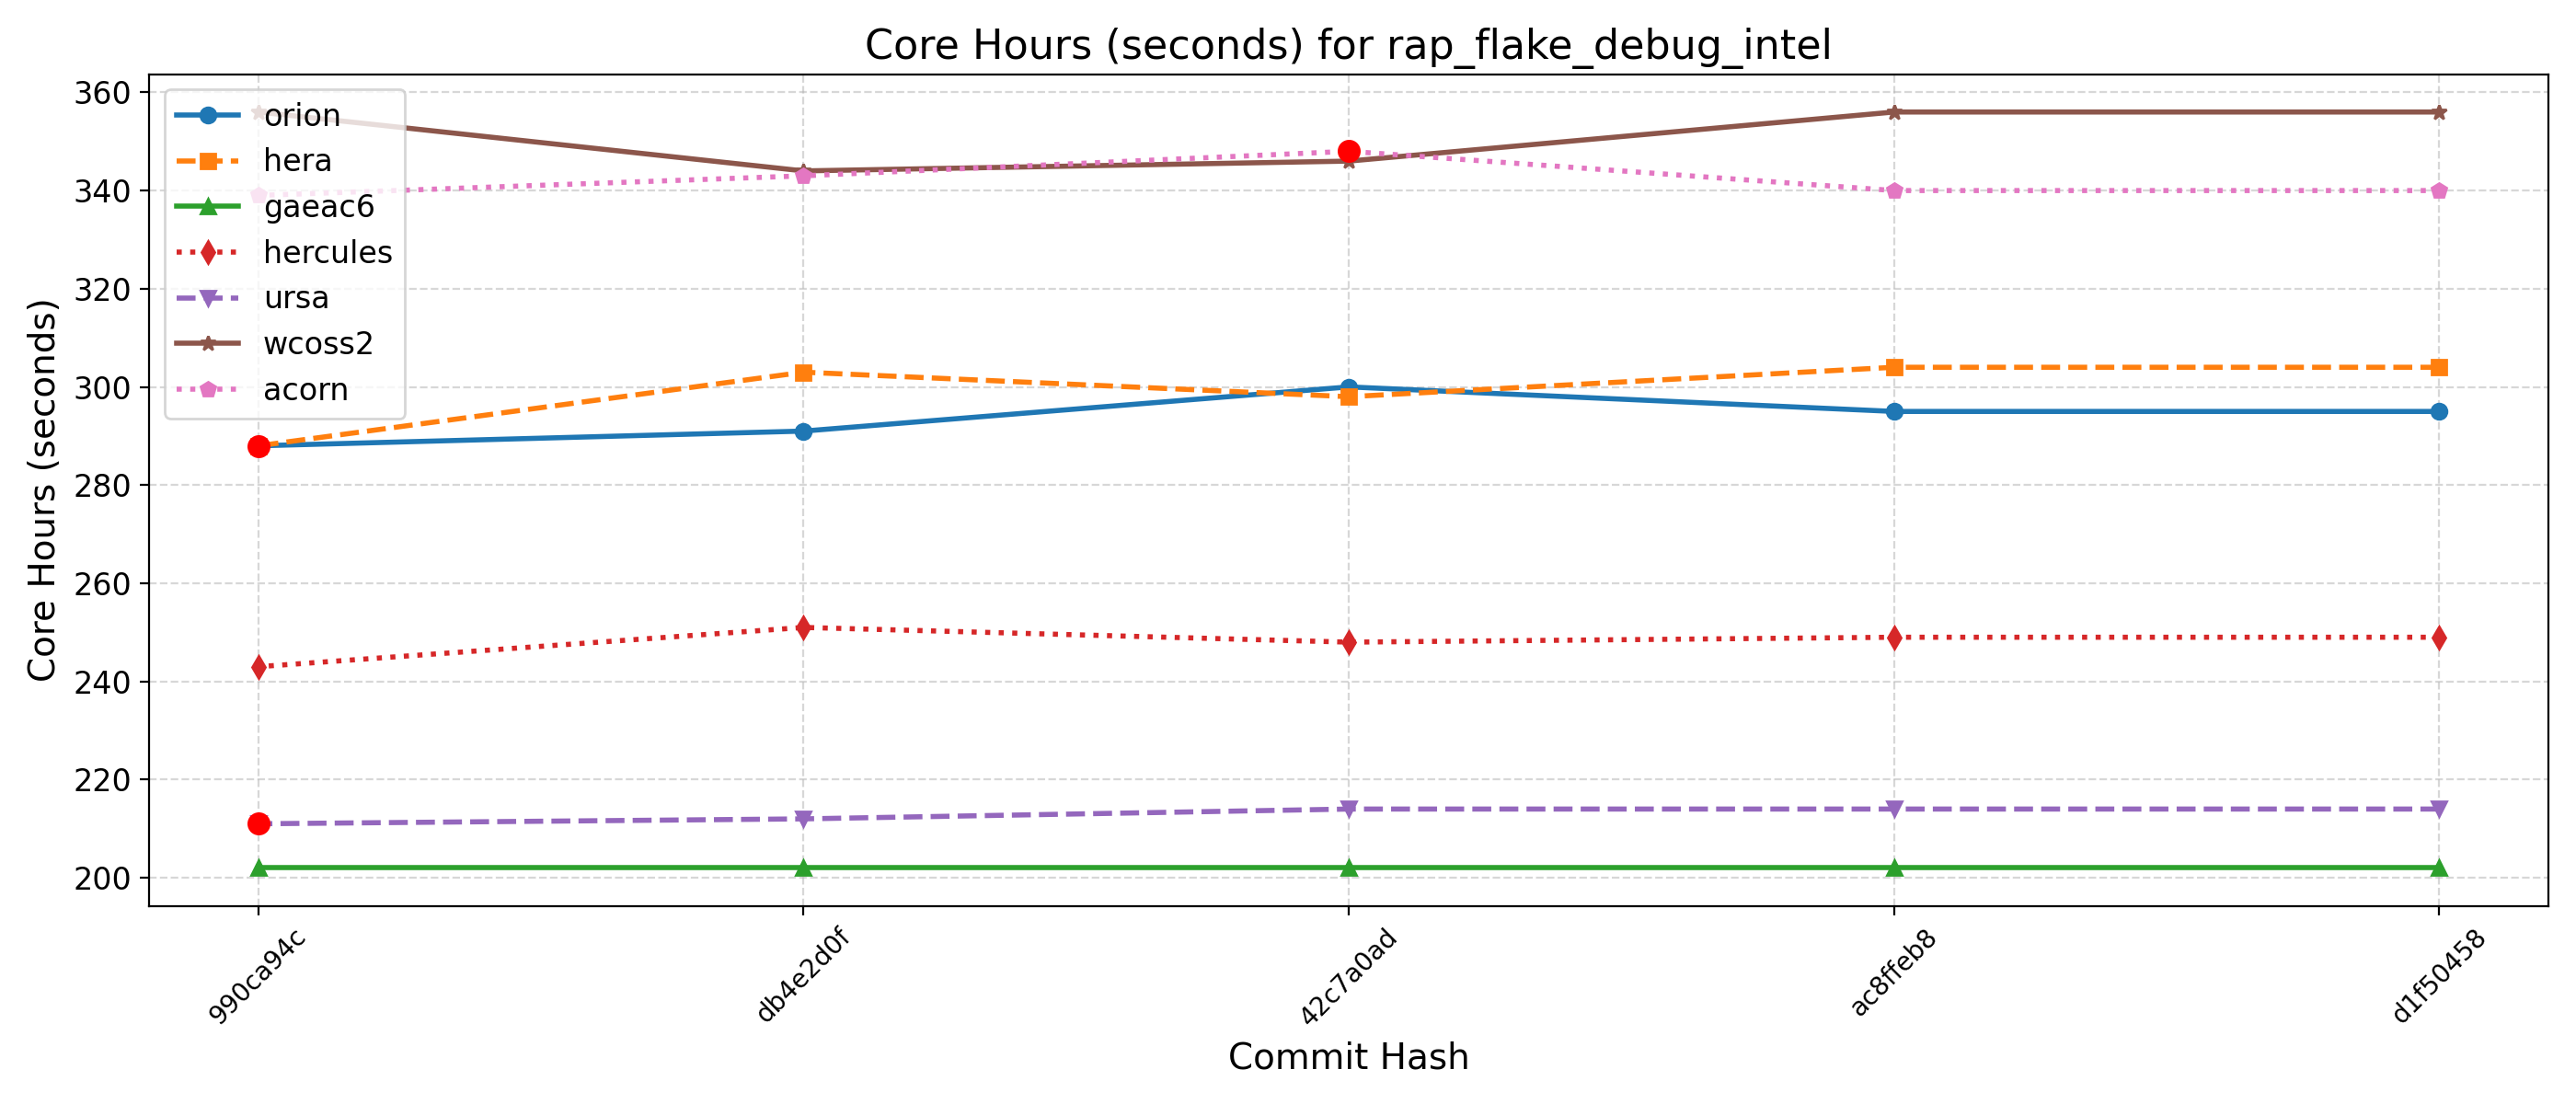 Core Hours (seconds) for rap_flake_debug_intel
Core Hours (seconds)
360
340
320
300
280
260
240
220
200
orion
hera
gaeac6
hercules
ursa
wcoss2
acorn
990ca94c
db4e2d0f
42c7a0ad
ac8ffeb8
d1f50458
Commit Hash